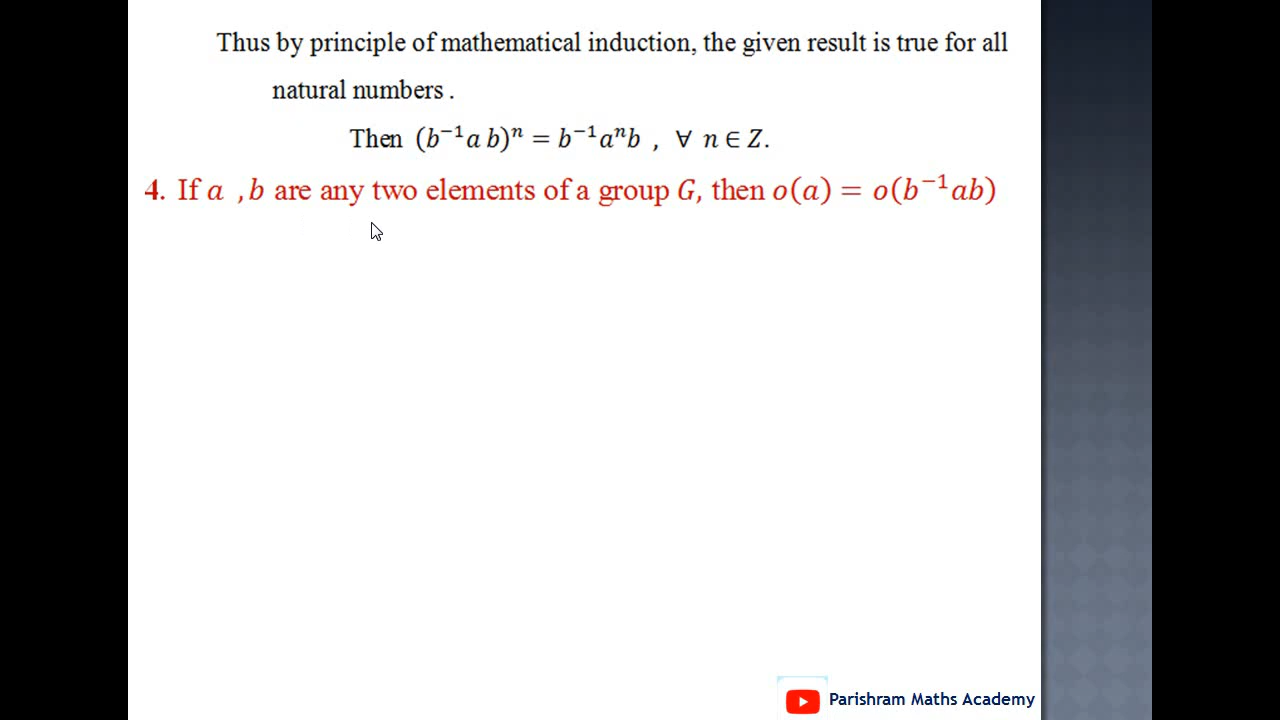 Thus by principle of mathematical induction, the given result is true for all
natural numbers .
Then (b⁻¹a b)ⁿ = b⁻¹aⁿb , ∀ n ∈ Z.
4. If a , b are any two elements of a group G, then o(a) = o(b⁻¹ab)
Parishram Maths Academy